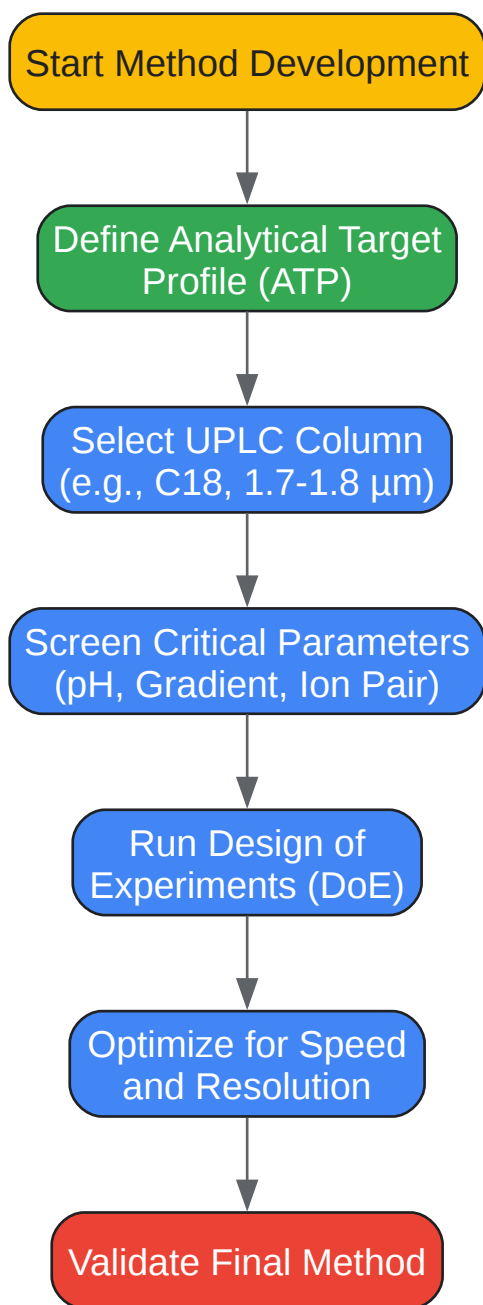 Start Method Development
Define Analytical Target
Profile (ATP)
Select UPLC Column
(e.g., C18, 1.7-1.8 µm)
Screen Critical Parameters
(pH, Gradient, Ion Pair)
Run Design of
Experiments (DoE)
Optimize for Speed
and Resolution
Validate Final Method